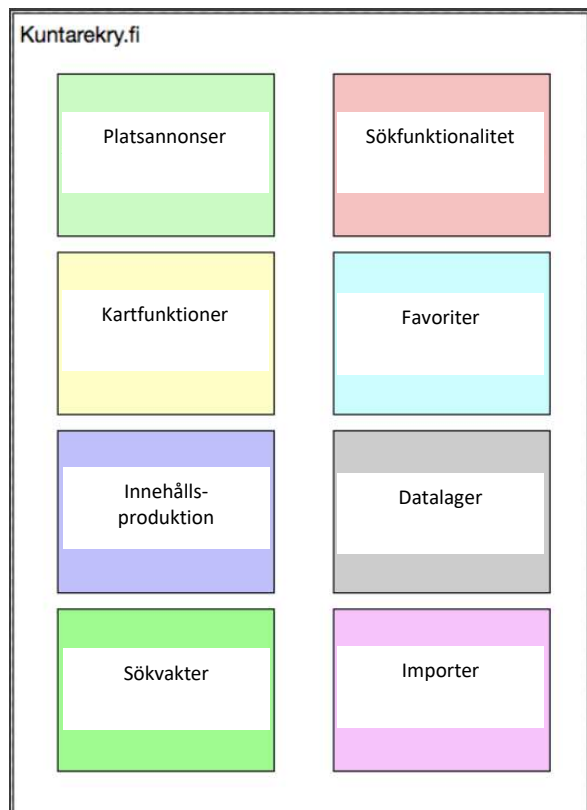 Kuntarekry.fi
Platsannonser
Sökfunktionalitet
Kartfunktioner
Favoriter
Innehålls-
produktion
Datalager
Sökvakter
Importer